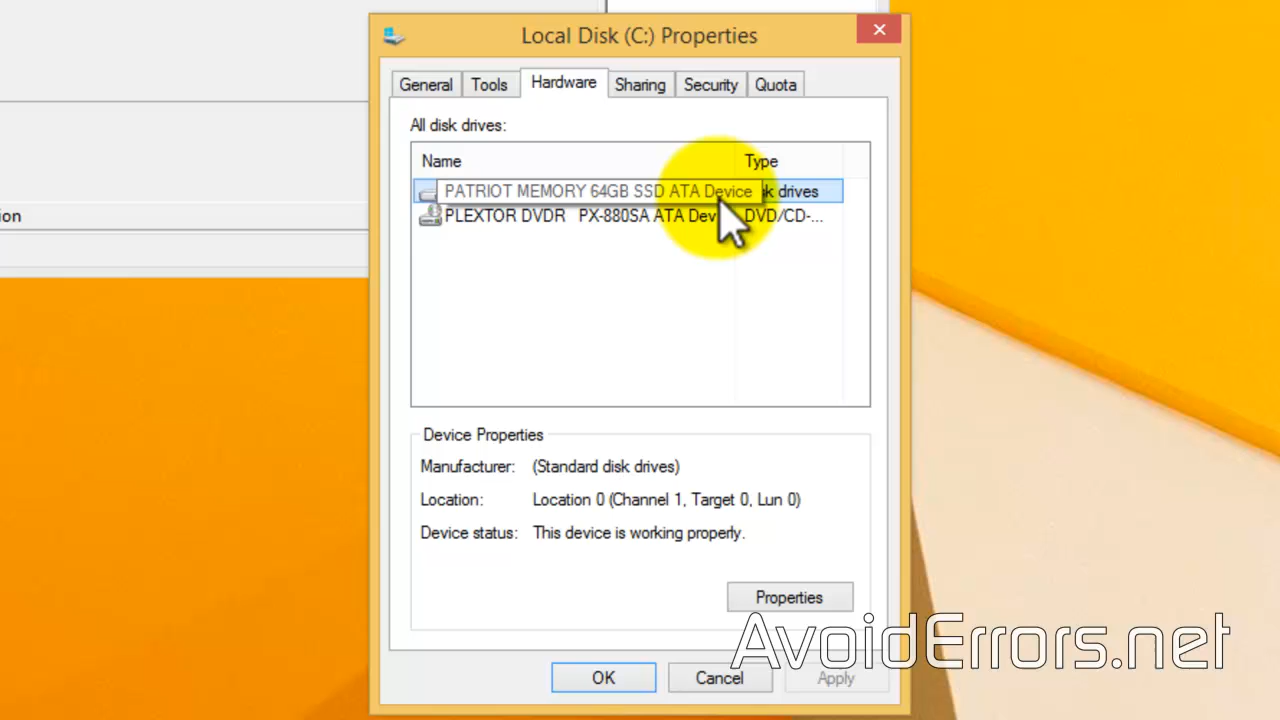 Local Disk (C:) Properties
General Tools Hardware Sharing Security Quota
All disk drives:
Name Type
PATRIOT MEMORY 64GB SSD ATA Device drives
PLEXTOR DVDR PX-880SA ATA Dev DVD/CD-...
ion
Device Properties
Manufacturer: (Standard disk drives)
Location: Location 0 (Channel 1, Target 0, Lun 0)
Device status: This device is working properly.
Properties
AvoidErrors.net
OK Cancel Apply